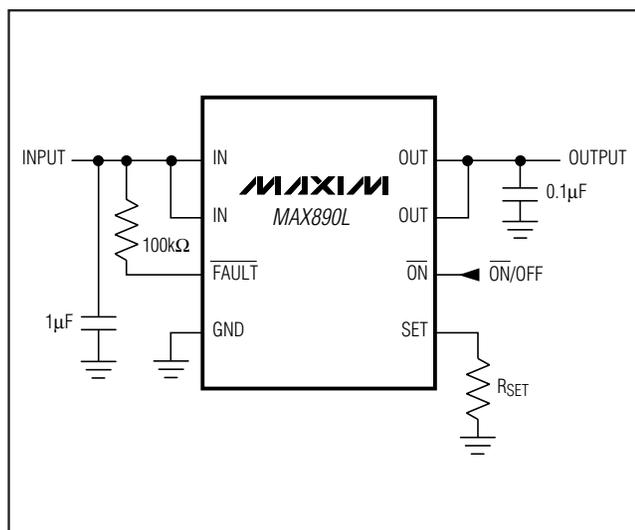 INPUT
IN
MAXIM
OUT
OUTPUT
0.1µF
IN
MAX890L
OUT
100kΩ
FAULT
ON
ON/OFF
1µF
GND
SET
RSET